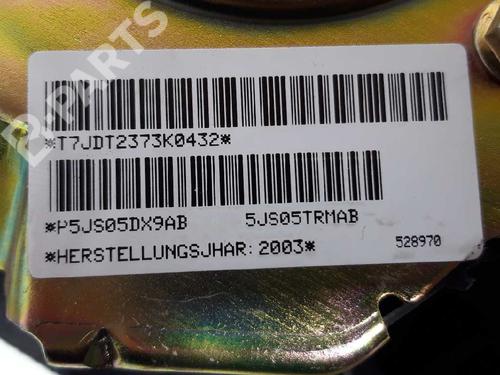 B-PARTS
*T7JDT2373K0432*
*P5JS05DX9AB 5JS05TRMAB
*HERSTELLUNGSJHAR: 2003* 528970